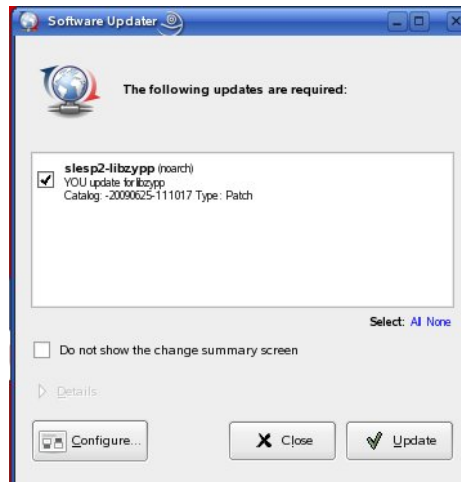 Software Updater
The following updates are required:
slesp2-libzypp (noarch)
YOU update for libzypp
Catalog: -20090625-111017 Type: Patch
Select: All None
Do not show the change summary screen
Details
Configure...
Close
Update